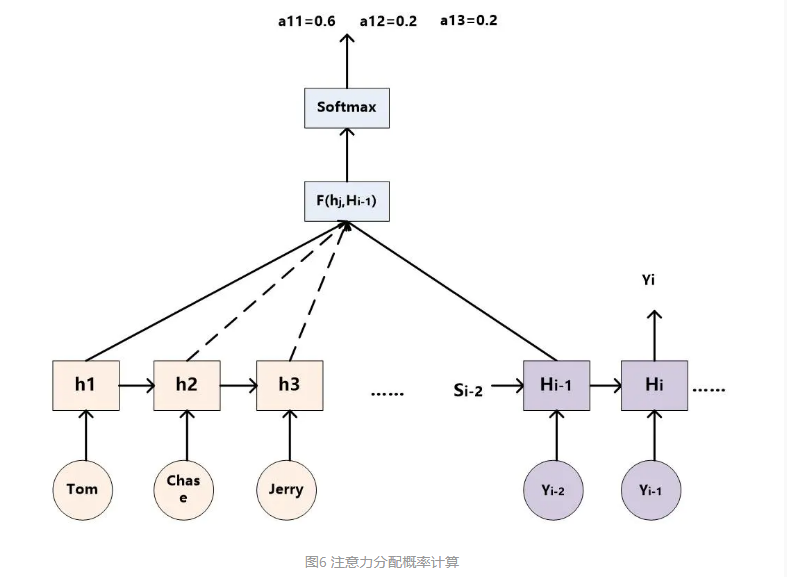 a11=0.6 a12=0.2 a13=0.2
Softmax
F(hj,Hi-1)
Yi
h1 h2 h3 ...... Si-2 Hi-1 Hi ......
Tom Chas
e Jerry Yi-2 Yi-1
图6 注意力分配概率计算